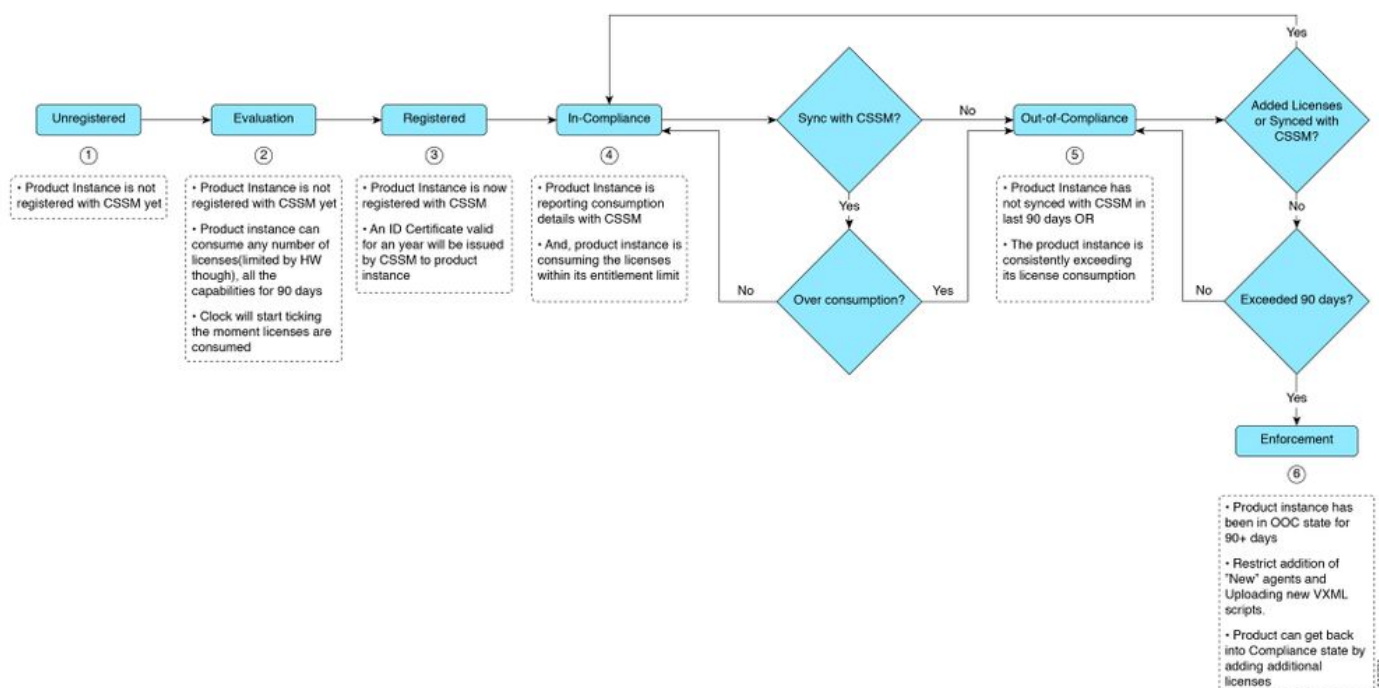 Yes
Unregistered
Evaluation
Registered
In-Compliance
Sync with CSSM?
No
Out-of-Compliance
Added Licenses
or Synced with
CSSM?
1
2
3
4
5
• Product Instance is not
registered with CSSM yet
• Product Instance is not
registered with CSSM yet
• Product instance can
consume any number of
licenses(limited by HW
though), all the
capabilities for 90 days
• Clock will start ticking
the moment licenses are
consumed
• Product Instance is now
registered with CSSM
• An ID Certificate valid
for an year will be issued
by CSSM to product
instance
• Product Instance is
reporting consumption
details with CSSM
• And, product instance is
consuming the licenses
within its entitlement limit
Yes
• Product Instance has
not synced with CSSM in
last 90 days OR
• The product instance is
consistently exceeding
its license consumption
No
No
Over consumption?
Yes
No
Exceeded 90 days?
Yes
Enforcement
6
• Product instance has
been in OOC state for
90+ days
• Restrict addition of
"New" agents and
Uploading new VXML
scripts.
• Product can get back
into Compliance state by
adding additional
licenses